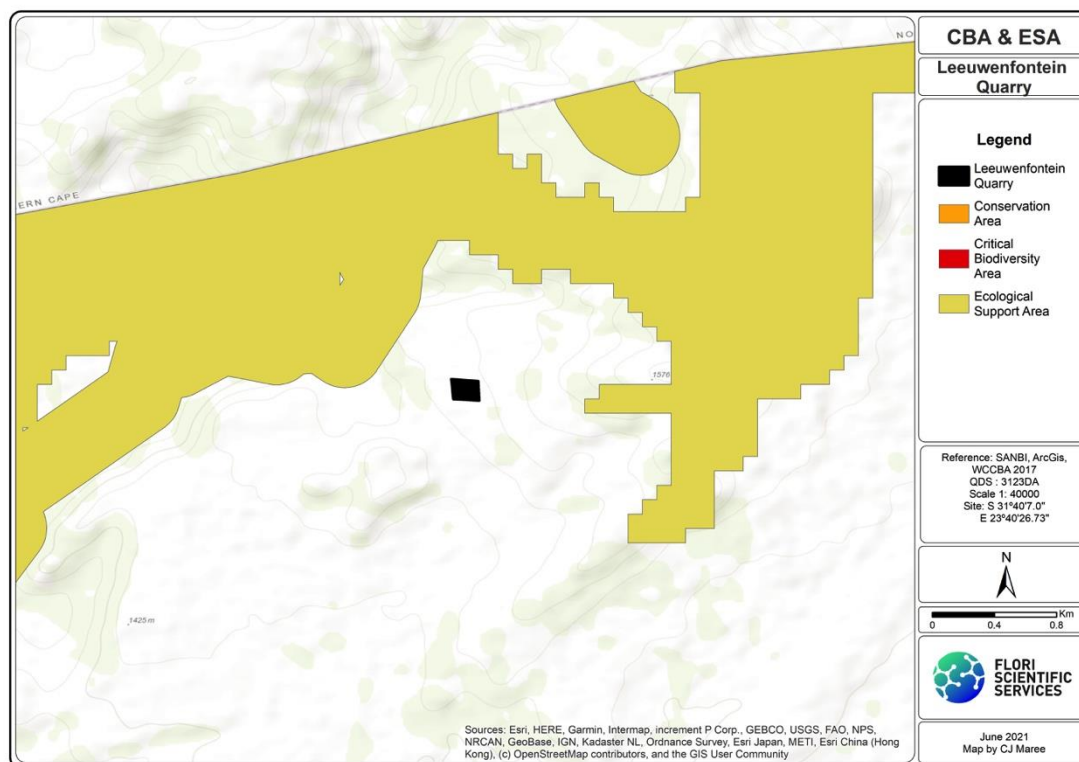 NO
ERN CAPE
1576
1425 m
Sources: Esri, HERE, Garmin, Intermap, increment P Corp., GEBCO, USGS, FAO, NPS,
NRCAN, GeoBase, IGN, Kadaster NL, Ordnance Survey, Esri Japan, METI, Esri China (Hong
Kong), (c) OpenStreetMap contributors, and the GIS User Community
CBA & ESA
Leeuwenfontein
Quarry
Legend
Leeuwenfontein
Quarry
Conservation
Area
Critical
Biodiversity
Area
Ecological
Support Area
Reference: SANBI, ArcGis,
WCCBA 2017
QDS : 3123DA
Scale 1: 40000
Site: S 31°40'7.0"
E 23°40'26.73"
N
Km
0 0.4 0.8
FLORI
SCIENTIFIC
SERVICES
June 2021
Map by CJ Maree